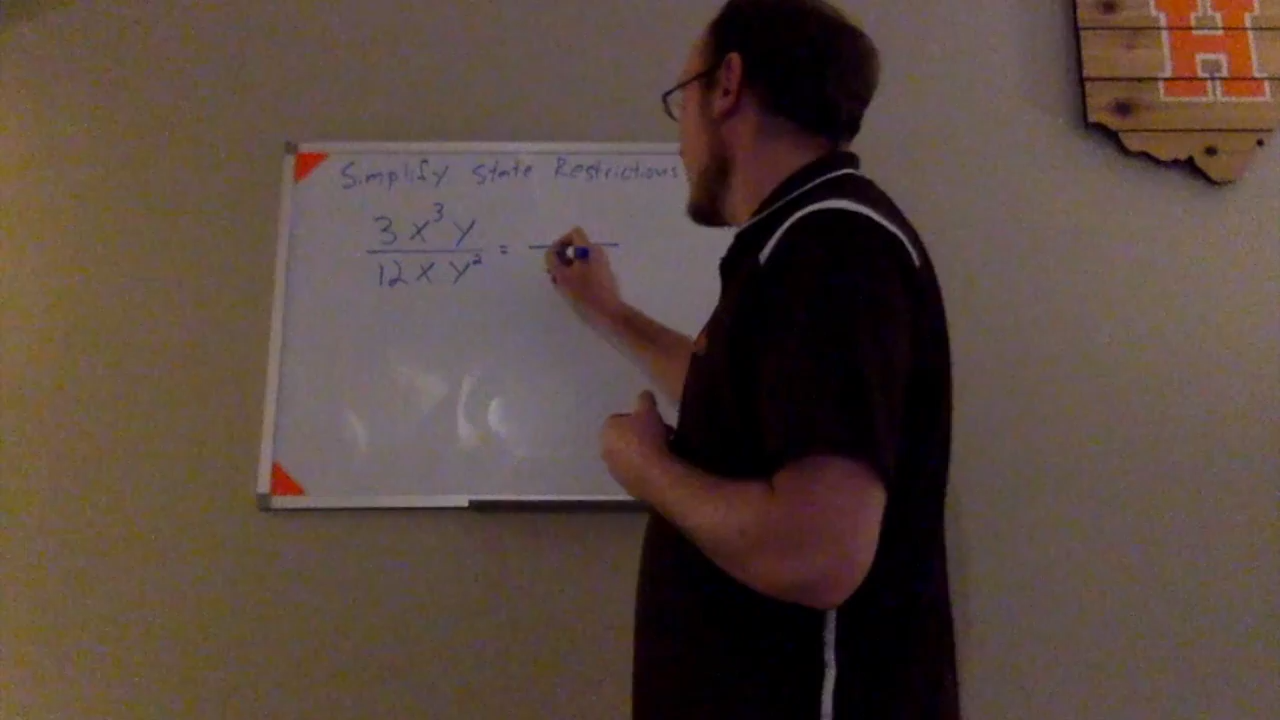 Simplify State Restrictions
3x³y
12xy² =
H